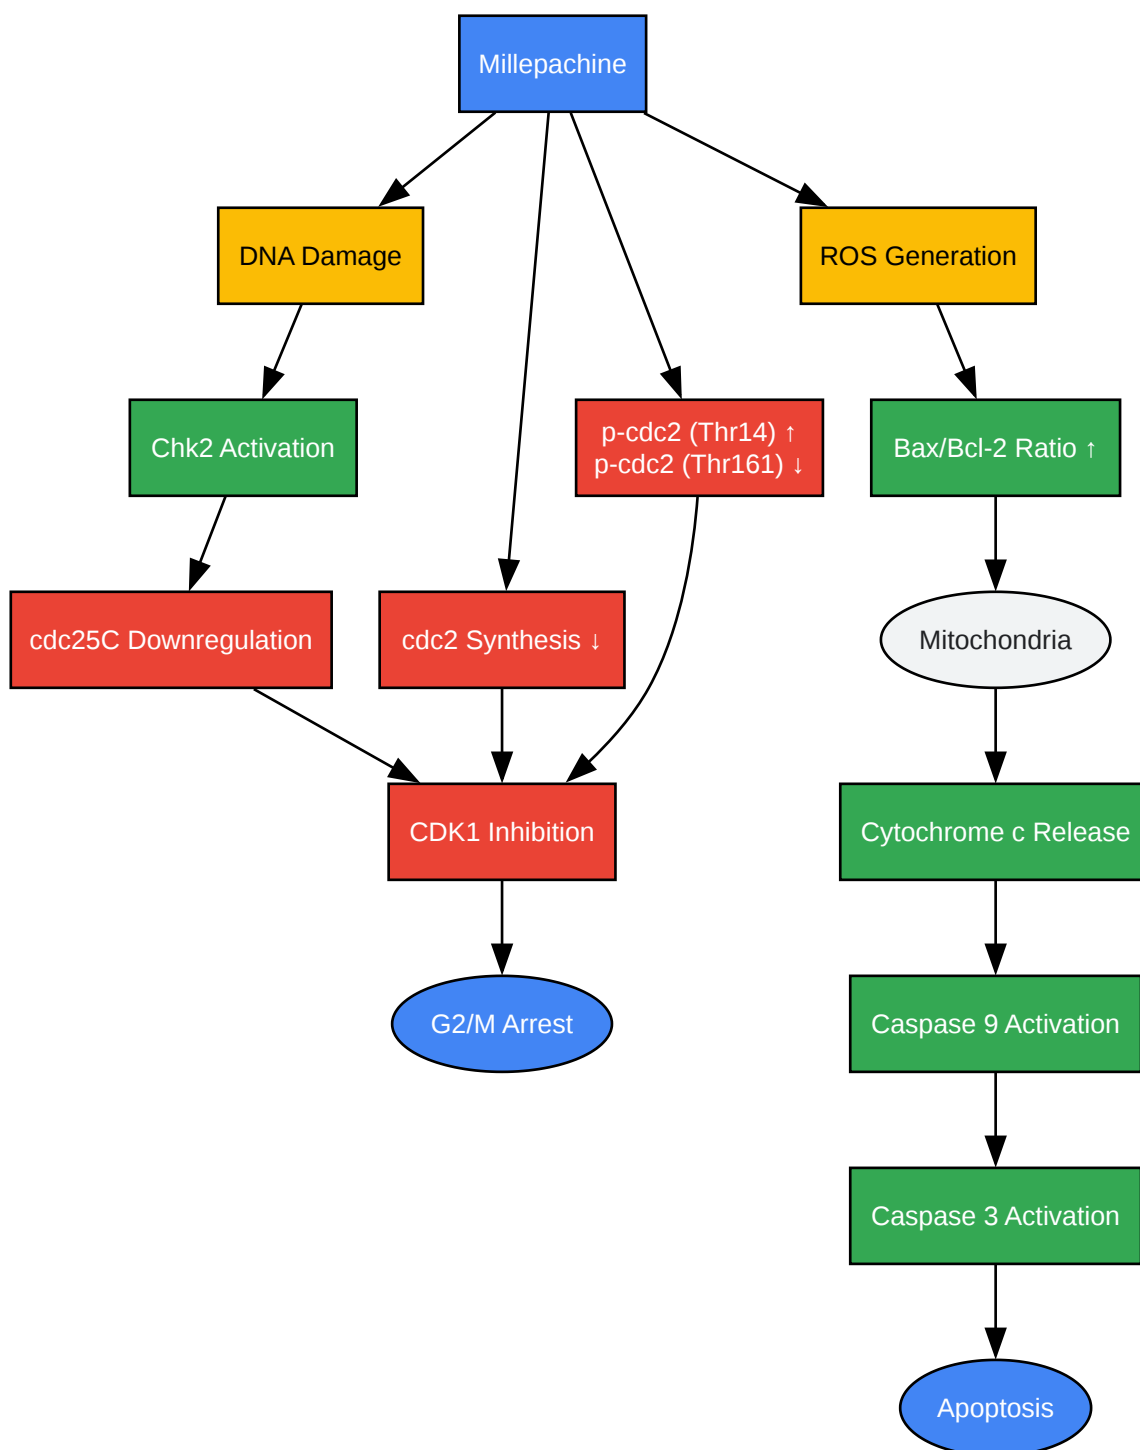 Millepachine
DNA Damage
ROS Generation
Chk2 Activation
p-cdc2 (Thr14) ↑
p-cdc2 (Thr161) ↓
Bax/Bcl-2 Ratio ↑
cdc25C Downregulation
cdc2 Synthesis ↓
Mitochondria
CDK1 Inhibition
Cytochrome c Release
G2/M Arrest
Caspase 9 Activation
Caspase 3 Activation
Apoptosis